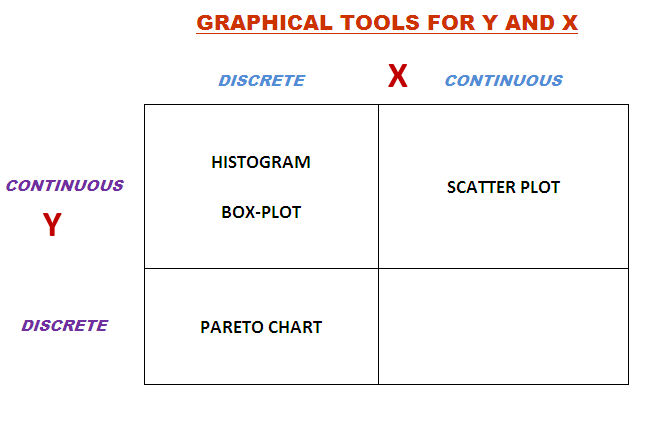 GRAPHICAL TOOLS FOR Y AND X
DISCRETE X CONTINUOUS
HISTOGRAM
CONTINUOUS
SCATTER PLOT
BOX-PLOT
Y
DISCRETE
PARETO CHART